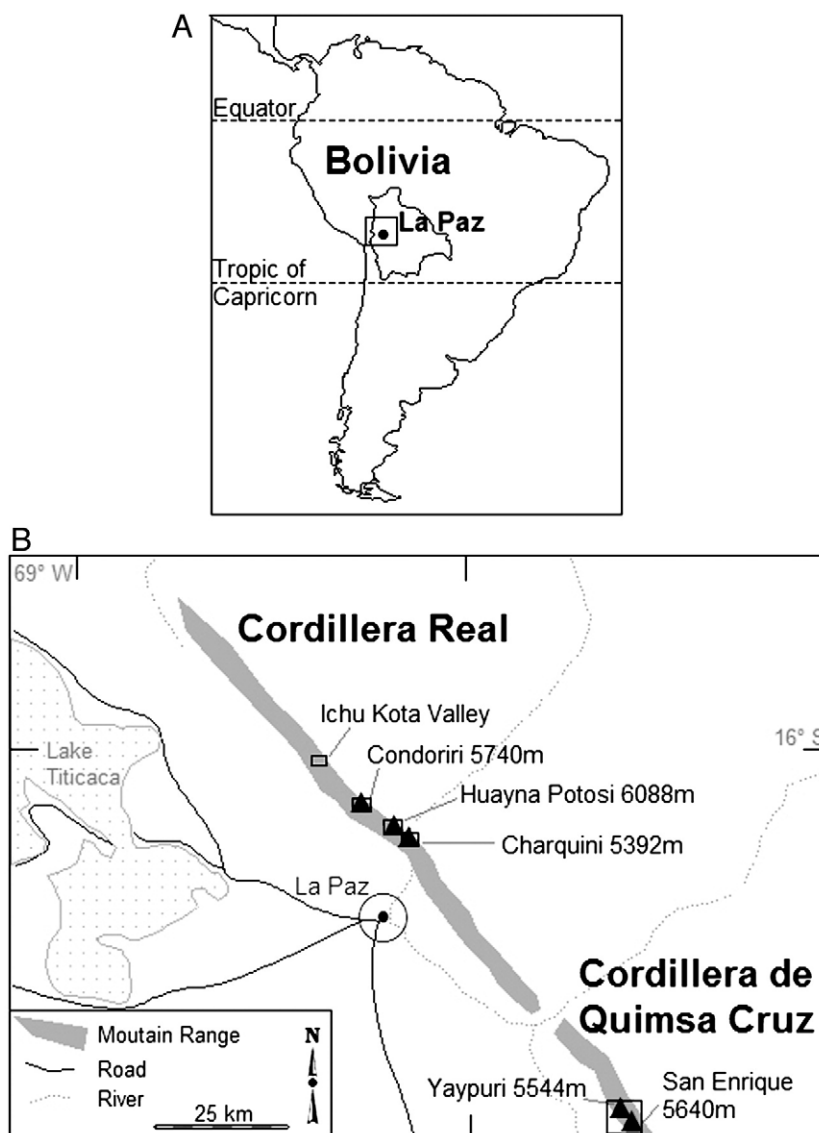 A
Equator
Bolivia
La Paz
Tropic of
Capricorn
B
69° W
Cordillera Real
Ichu Kota Valley
Lake
Titicaca
16° S
Condoriri 5740m
Huayna Potosi 6088m
Charquini 5392m
La Paz
Cordillera de
Quimsa Cruz
Moutain Range
N
Road
River
25 km
Yaypuri 5544m
San Enrique
5640m